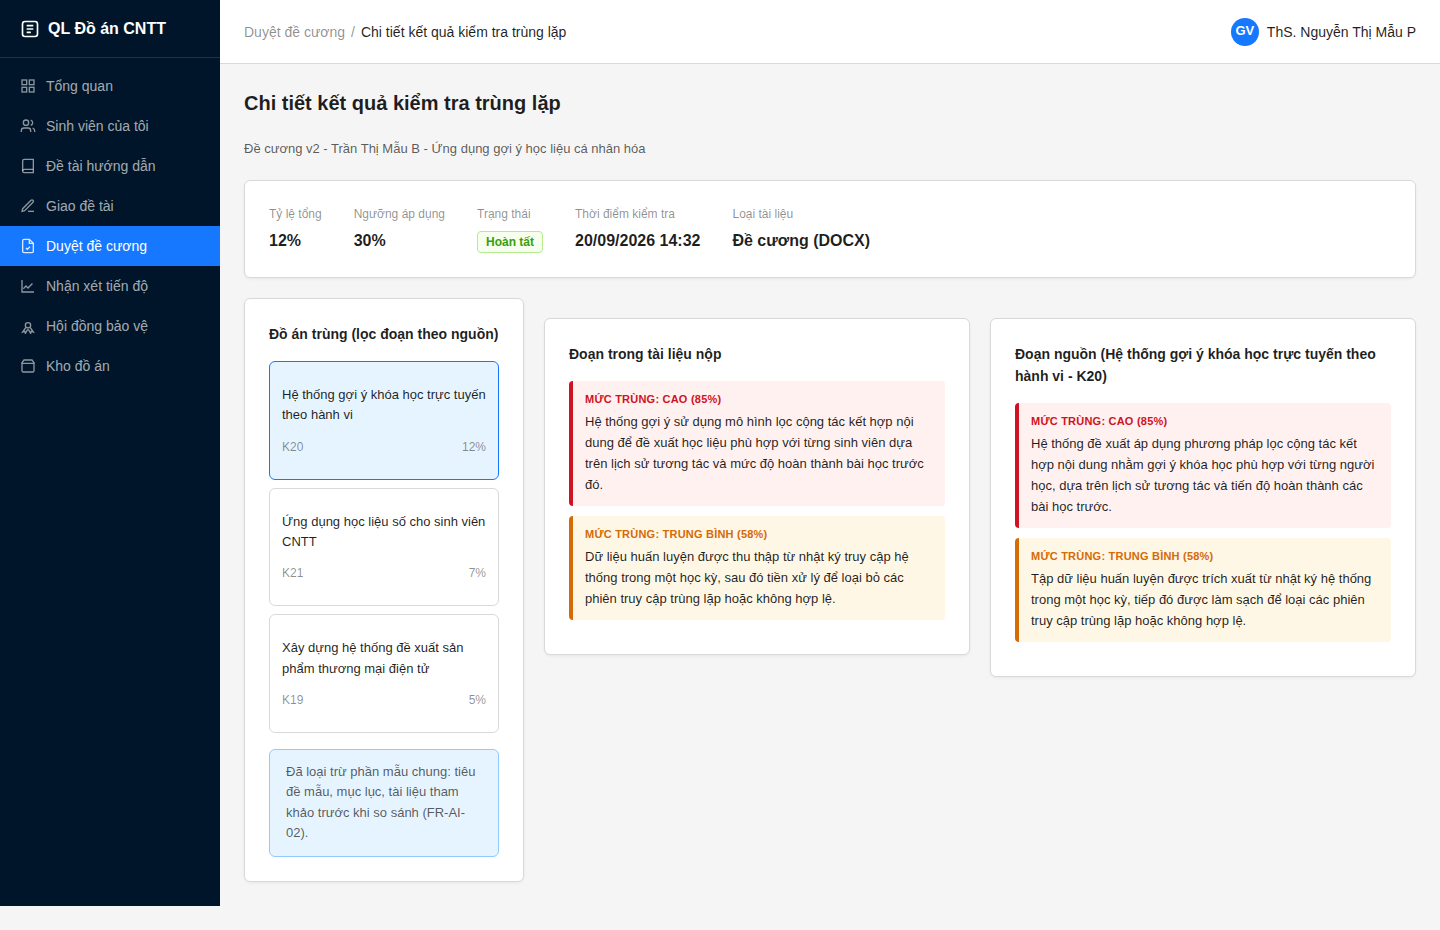 QL Đồ án CNTT
Tổng quan
Sinh viên của tôi
Đề tài hướng dẫn
Giao đề tài
Duyệt đề cương
Nhận xét tiến độ
Hội đồng bảo vệ
Kho đồ án
Duyệt đề cương / Chi tiết kết quả kiểm tra trùng lặp
GV ThS. Nguyễn Thị Mẫu P
Chi tiết kết quả kiểm tra trùng lặp
Đề cương v2 - Trần Thị Mẫu B - Ứng dụng gợi ý học liệu cá nhân hóa
Tỷ lệ tổng
12%
Ngưỡng áp dụng
30%
Trạng thái
Hoàn tất
Thời điểm kiểm tra
20/09/2026 14:32
Loại tài liệu
Đề cương (DOCX)
Đồ án trùng (lọc đoạn theo nguồn)
Hệ thống gợi ý khóa học trực tuyến
theo hành vi
K20 12%
Ứng dụng học liệu số cho sinh viên
CNTT
K21 7%
Xây dựng hệ thống đề xuất sản
phẩm thương mại điện tử
K19 5%
Đã loại trừ phần mẫu chung: tiêu
đề mẫu, mục lục, tài liệu tham
khảo trước khi so sánh (FR-AI-
02).
Đoạn trong tài liệu nộp
MỨC TRÙNG: CAO (85%)
Hệ thống gợi ý sử dụng mô hình lọc cộng tác kết hợp nội
dung để đề xuất học liệu phù hợp với từng sinh viên dựa
trên lịch sử tương tác và mức độ hoàn thành bài học trước
đó.
MỨC TRÙNG: TRUNG BÌNH (58%)
Dữ liệu huấn luyện được thu thập từ nhật ký truy cập hệ
thống trong một học kỳ, sau đó tiền xử lý để loại bỏ các
phiên truy cập trùng lặp hoặc không hợp lệ.
Đoạn nguồn (Hệ thống gợi ý khóa học trực tuyến theo
hành vi - K20)
MỨC TRÙNG: CAO (85%)
Hệ thống đề xuất áp dụng phương pháp lọc cộng tác kết
hợp nội dung nhằm gợi ý khóa học phù hợp với từng người
học, dựa trên lịch sử tương tác và tiến độ hoàn thành các
bài học trước.
MỨC TRÙNG: TRUNG BÌNH (58%)
Tập dữ liệu huấn luyện được trích xuất từ nhật ký hệ thống
trong một học kỳ, tiếp đó được làm sạch để loại các phiên
truy cập trùng lặp hoặc không hợp lệ.